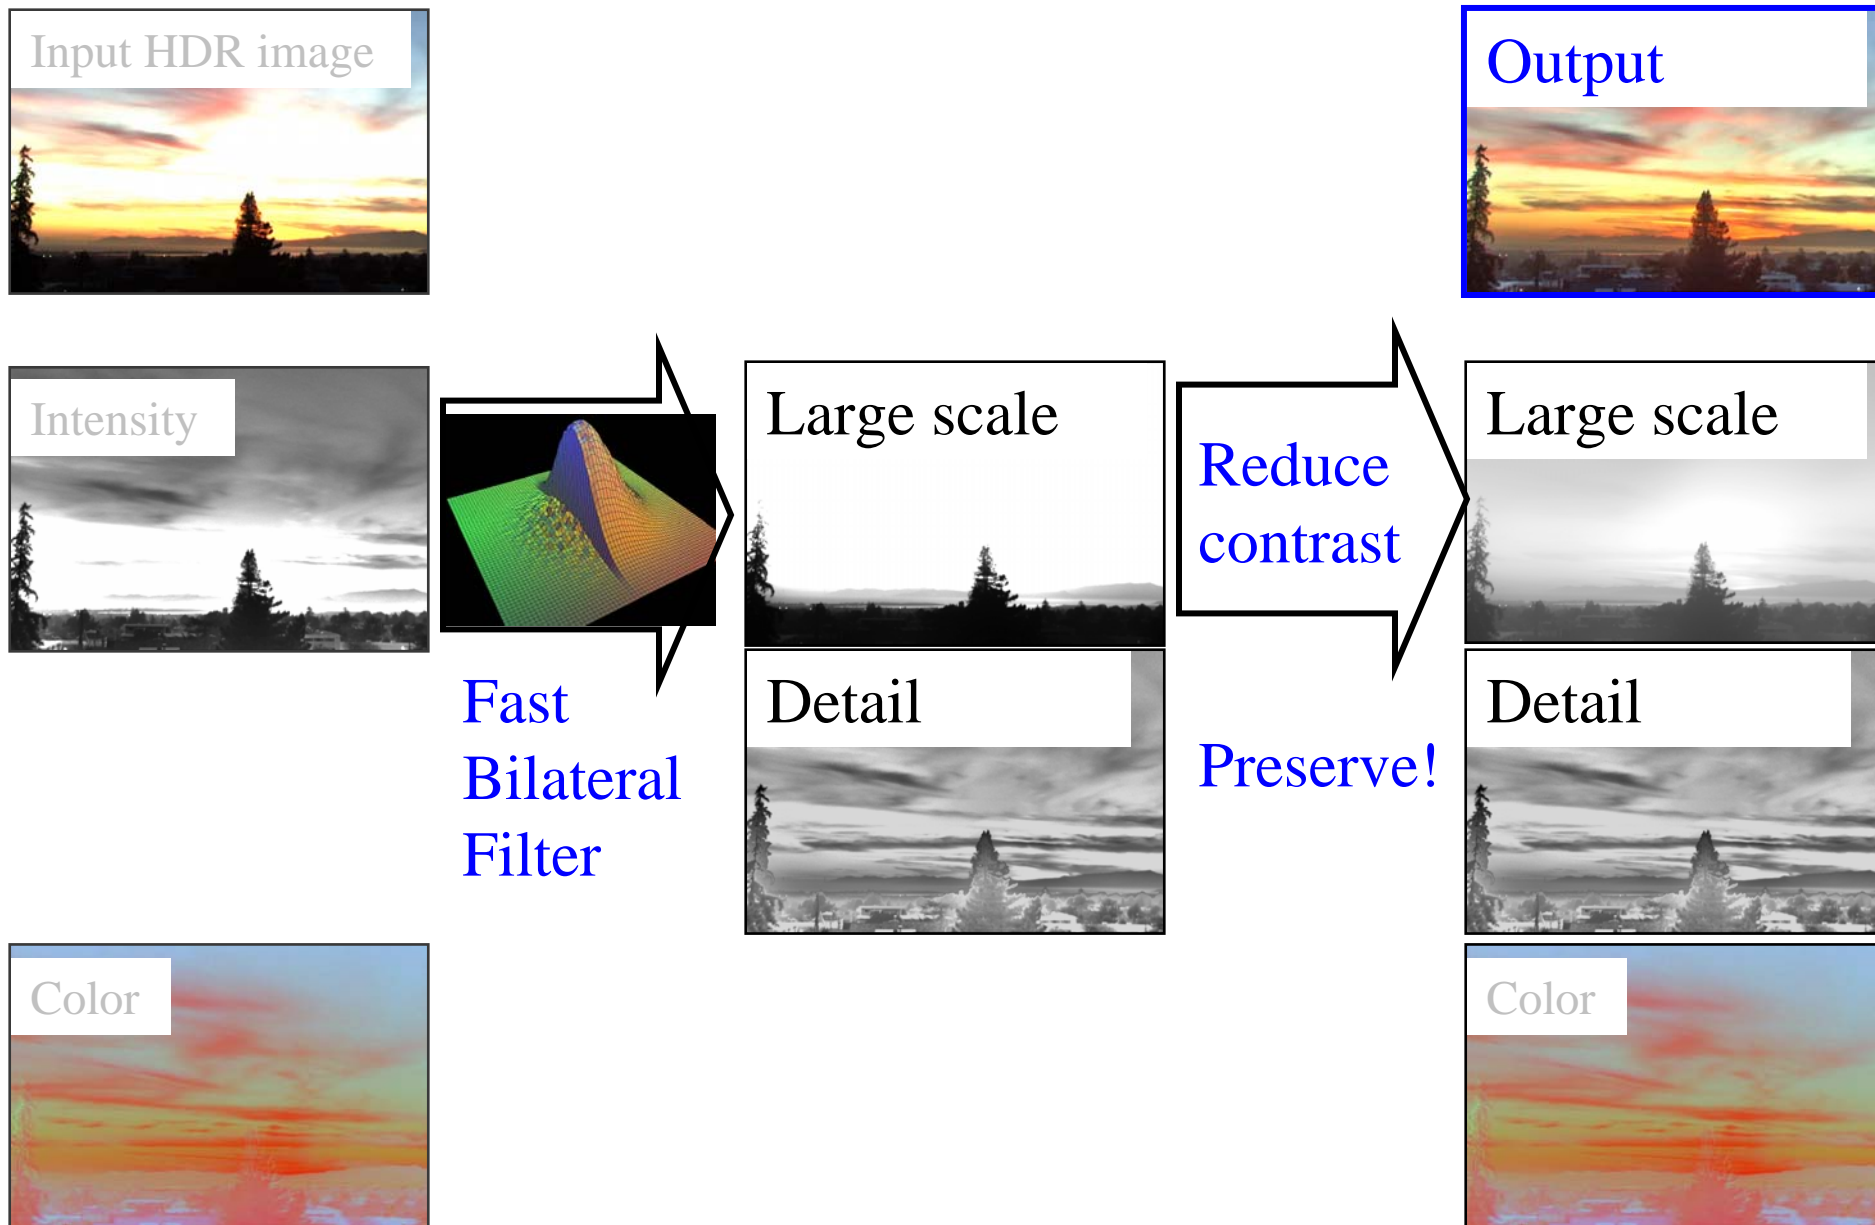 Input HDR image
Output
Intensity
Large scale
Reduce
contrast
Large scale
Fast
Bilateral
Filter
Detail
Preserve!
Detail
Color
Color